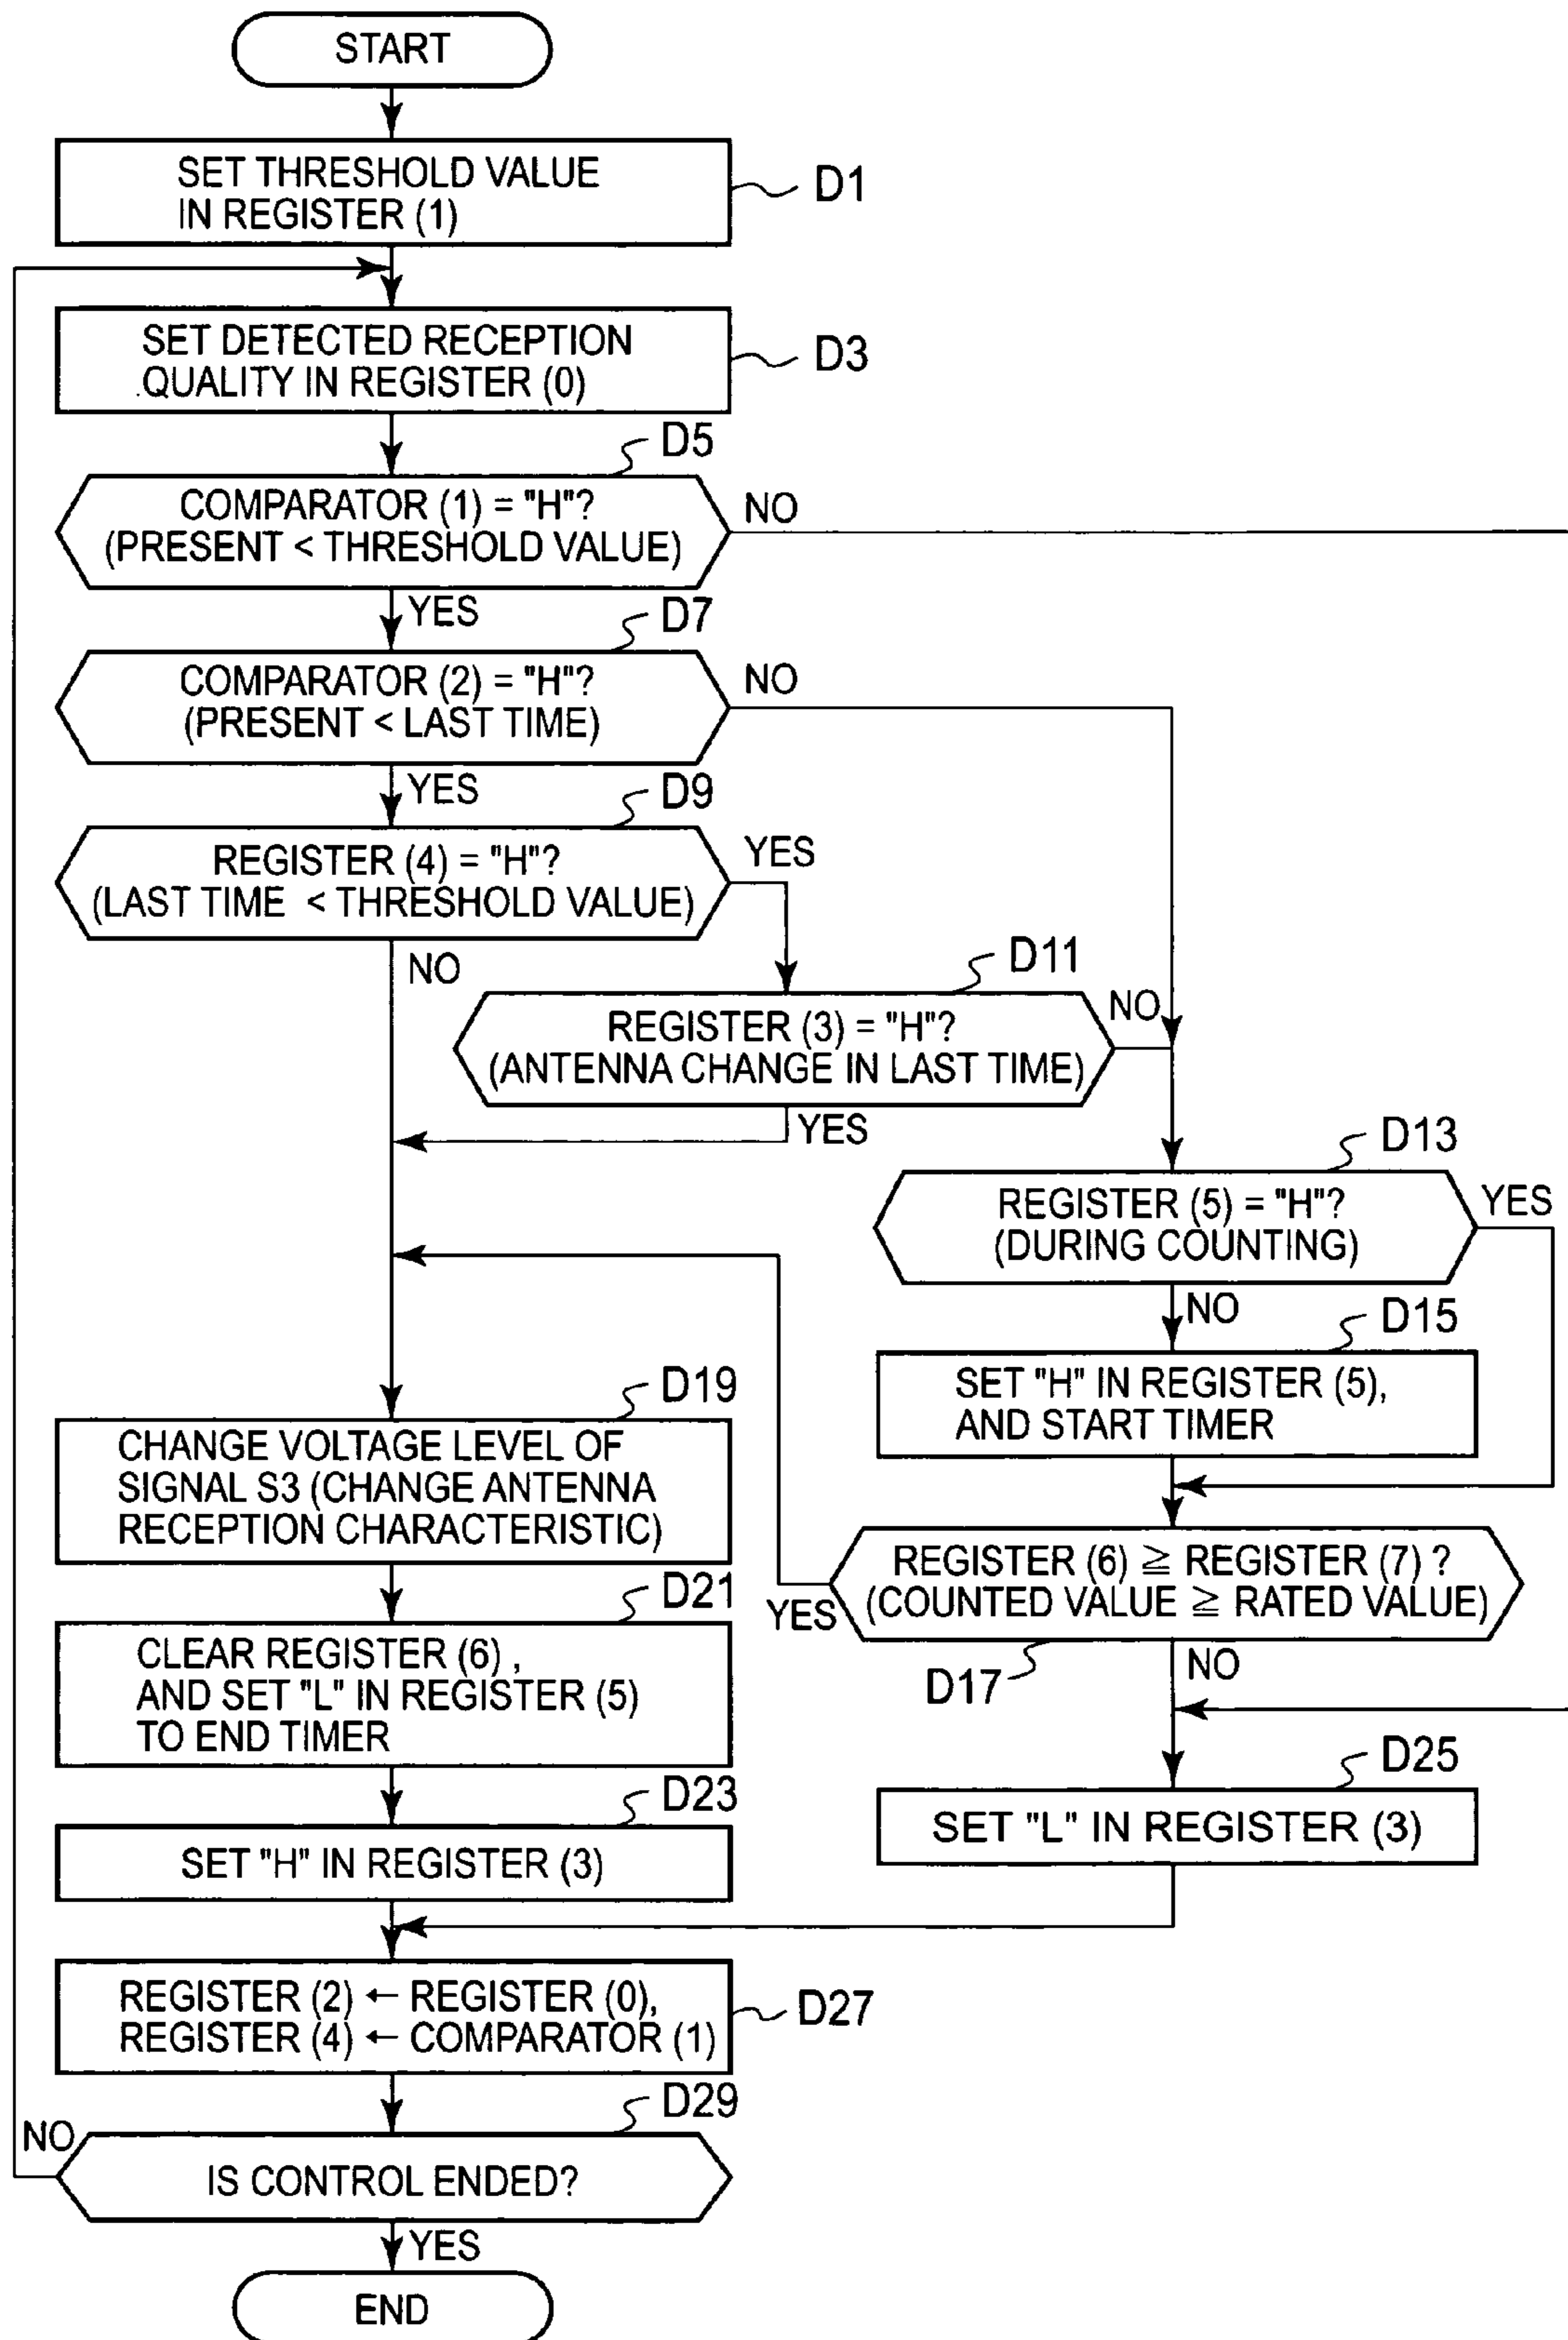 START
SET THRESHOLD VALUE
IN REGISTER (1)
D1
SET DETECTED RECEPTION
QUALITY IN REGISTER (0)
D3
D5
COMPARATOR (1) = "H"?
(PRESENT < THRESHOLD VALUE)
NO
YES
D7
COMPARATOR (2) = "H"?
(PRESENT < LAST TIME)
NO
YES
D9
REGISTER (4) = "H"?
(LAST TIME < THRESHOLD VALUE)
YES
NO
D11
REGISTER (3) = "H"?
(ANTENNA CHANGE IN LAST TIME)
NO
YES
D13
REGISTER (5) = "H"?
(DURING COUNTING)
YES
NO
D15
SET "H" IN REGISTER (5),
AND START TIMER
REGISTER (6) ≧ REGISTER (7) ?
(COUNTED VALUE ≧ RATED VALUE)
YES
D17
NO
D19
CHANGE VOLTAGE LEVEL OF
SIGNAL S3 (CHANGE ANTENNA
RECEPTION CHARACTERISTIC)
D21
CLEAR REGISTER (6) ,
AND SET "L" IN REGISTER (5)
TO END TIMER
D23
SET "H" IN REGISTER (3)
D25
SET "L" IN REGISTER (3)
REGISTER (2) ← REGISTER (0),
REGISTER (4) ← COMPARATOR (1)
D27
D29
NO
IS CONTROL ENDED?
YES
END